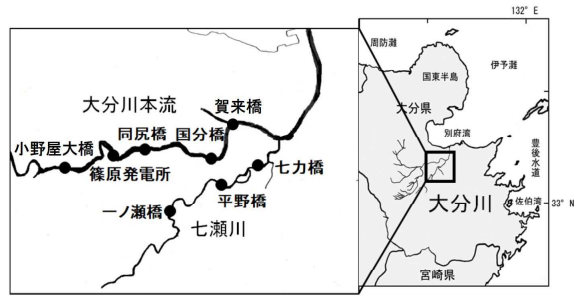 大分川本流
賀来橋
同尻橋
国分橋
小野屋大橋
篠原発電所
七力橋
平野橋
一ノ瀬橋
七瀬川
132° E
周防灘
国東半島
伊予灘
大分県
別府湾
豊後水道
大分川
佐伯湾
33° N
宮崎県